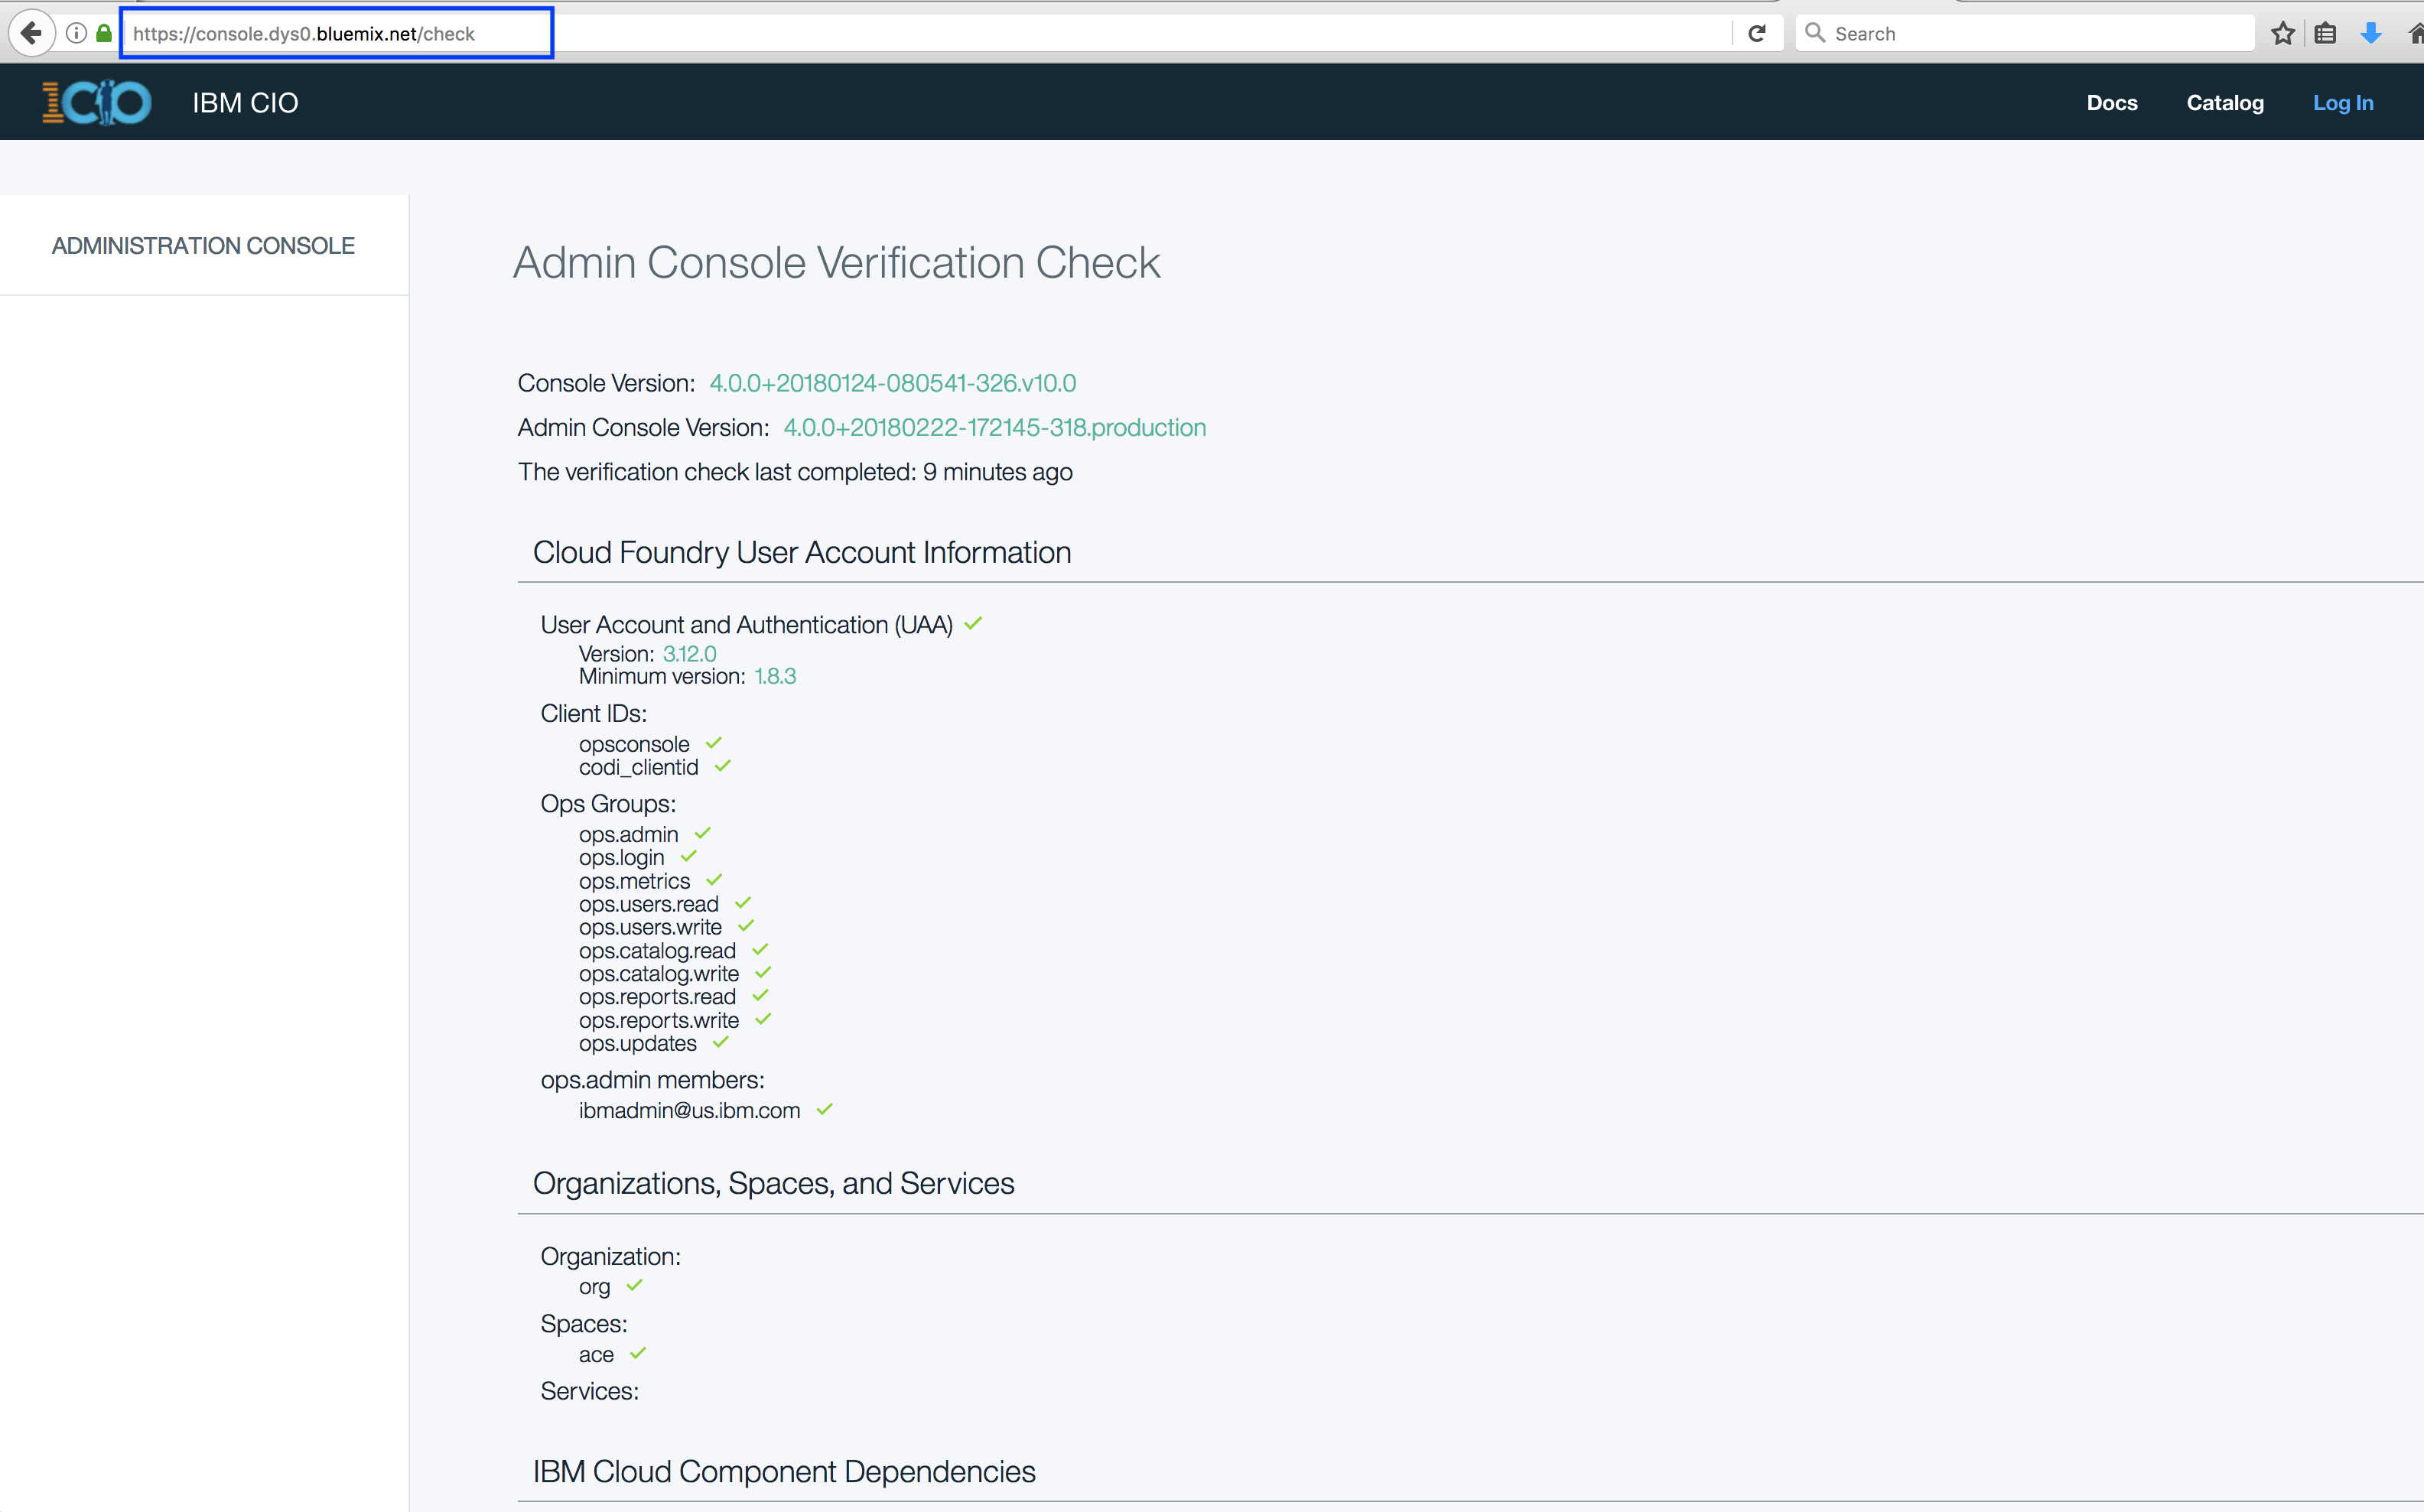 https://console.dys0.bluemix.net/check
Search
ICIO
IBM CIO
Docs
Catalog
Log In
ADMINISTRATION CONSOLE
Admin Console Verification Check
Console Version: 4.0.0+20180124-080541-326.v10.0
Admin Console Version: 4.0.0+20180222-172145-318.production
The verification check last completed: 9 minutes ago
Cloud Foundry User Account Information
User Account and Authentication (UAA)
Version: 3.12.0
Minimum version: 1.8.3
Client IDs:
opsconsole
codi_clientid
Ops Groups:
ops.admin
ops.login
ops.metrics
ops.users.read
ops.users.write
ops.catalog.read
ops.catalog.write
ops.reports.read
ops.reports.write
ops.updates
ops.admin members:
ibmadmin@us.ibm.com
Organizations, Spaces, and Services
Organization:
org
Spaces:
ace
Services:
IBM Cloud Component Dependencies